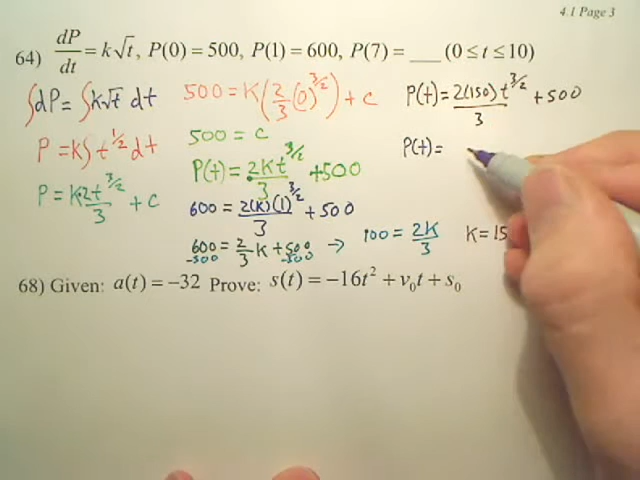 4.1 Page 3
64) dP/dt = k√t, P(0) = 500, P(1) = 600, P(7) = ___ (0 ≤ t ≤ 10)
∫dP = ∫k√t dt
P = K∫ t^1/2 dt
P = K 2t^3/2/3 + C
500 = K(2/3 (0)^3/2) + C
500 = C
P(t) = 2Kt^3/2/3 + 500
600 = 2(K)(1)^3/2/3 + 500
600 = 2/3 K + 500 → 100 = 2K/3 K = 15
-500 -500
P(t) = 2(150) t^3/2/3 + 500
P(t) =
68) Given: a(t) = −32 Prove: s(t) = −16t² + v₀t + s₀